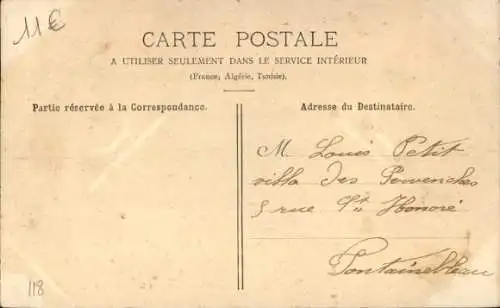 11€
CARTE POSTALE
A UTILISER SEULEMENT DANS LE SERVICE INTÉRIEUR
(France, Algérie, Tunisie).
Partie réservée à la Correspondance.
Adresse du Destinataire.
M. Louis Petit
villa des Pervenches
5 rue St Honoré
Fontainebleau
118